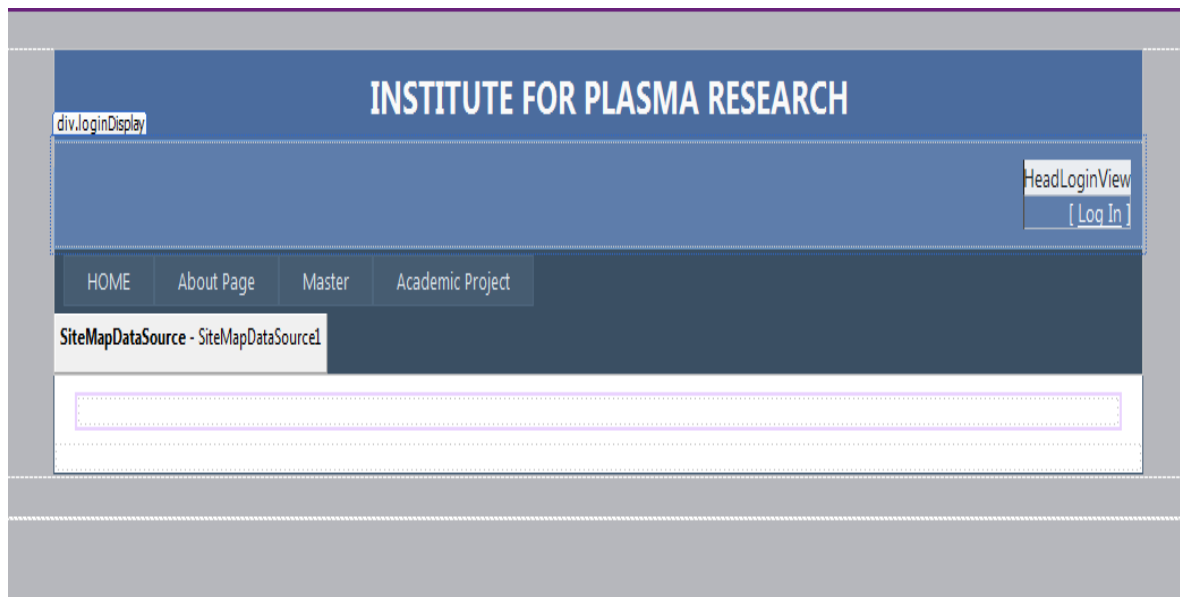 INSTITUTE FOR PLASMA RESEARCH
div.loginDisplay
HeadLoginView
[ Log In ]
HOME About Page Master Academic Project
SiteMapDataSource - SiteMapDataSource1